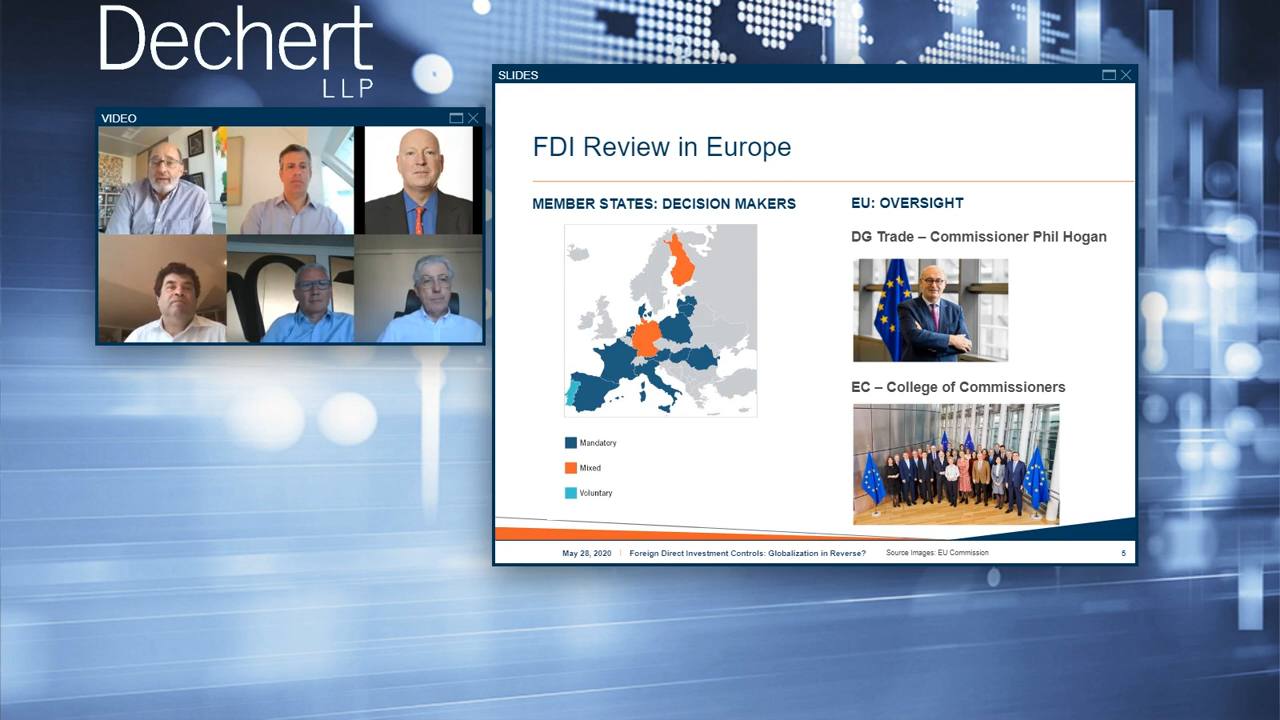 Dechert
LLP
VIDEO
SLIDES
FDI Review in Europe
MEMBER STATES: DECISION MAKERS
Mandatory
Mixed
Voluntary
EU: OVERSIGHT
DG Trade – Commissioner Phil Hogan
EC – College of Commissioners
May 28, 2020 | Foreign Direct Investment Controls: Globalization in Reverse? Source Images: EU Commission 5